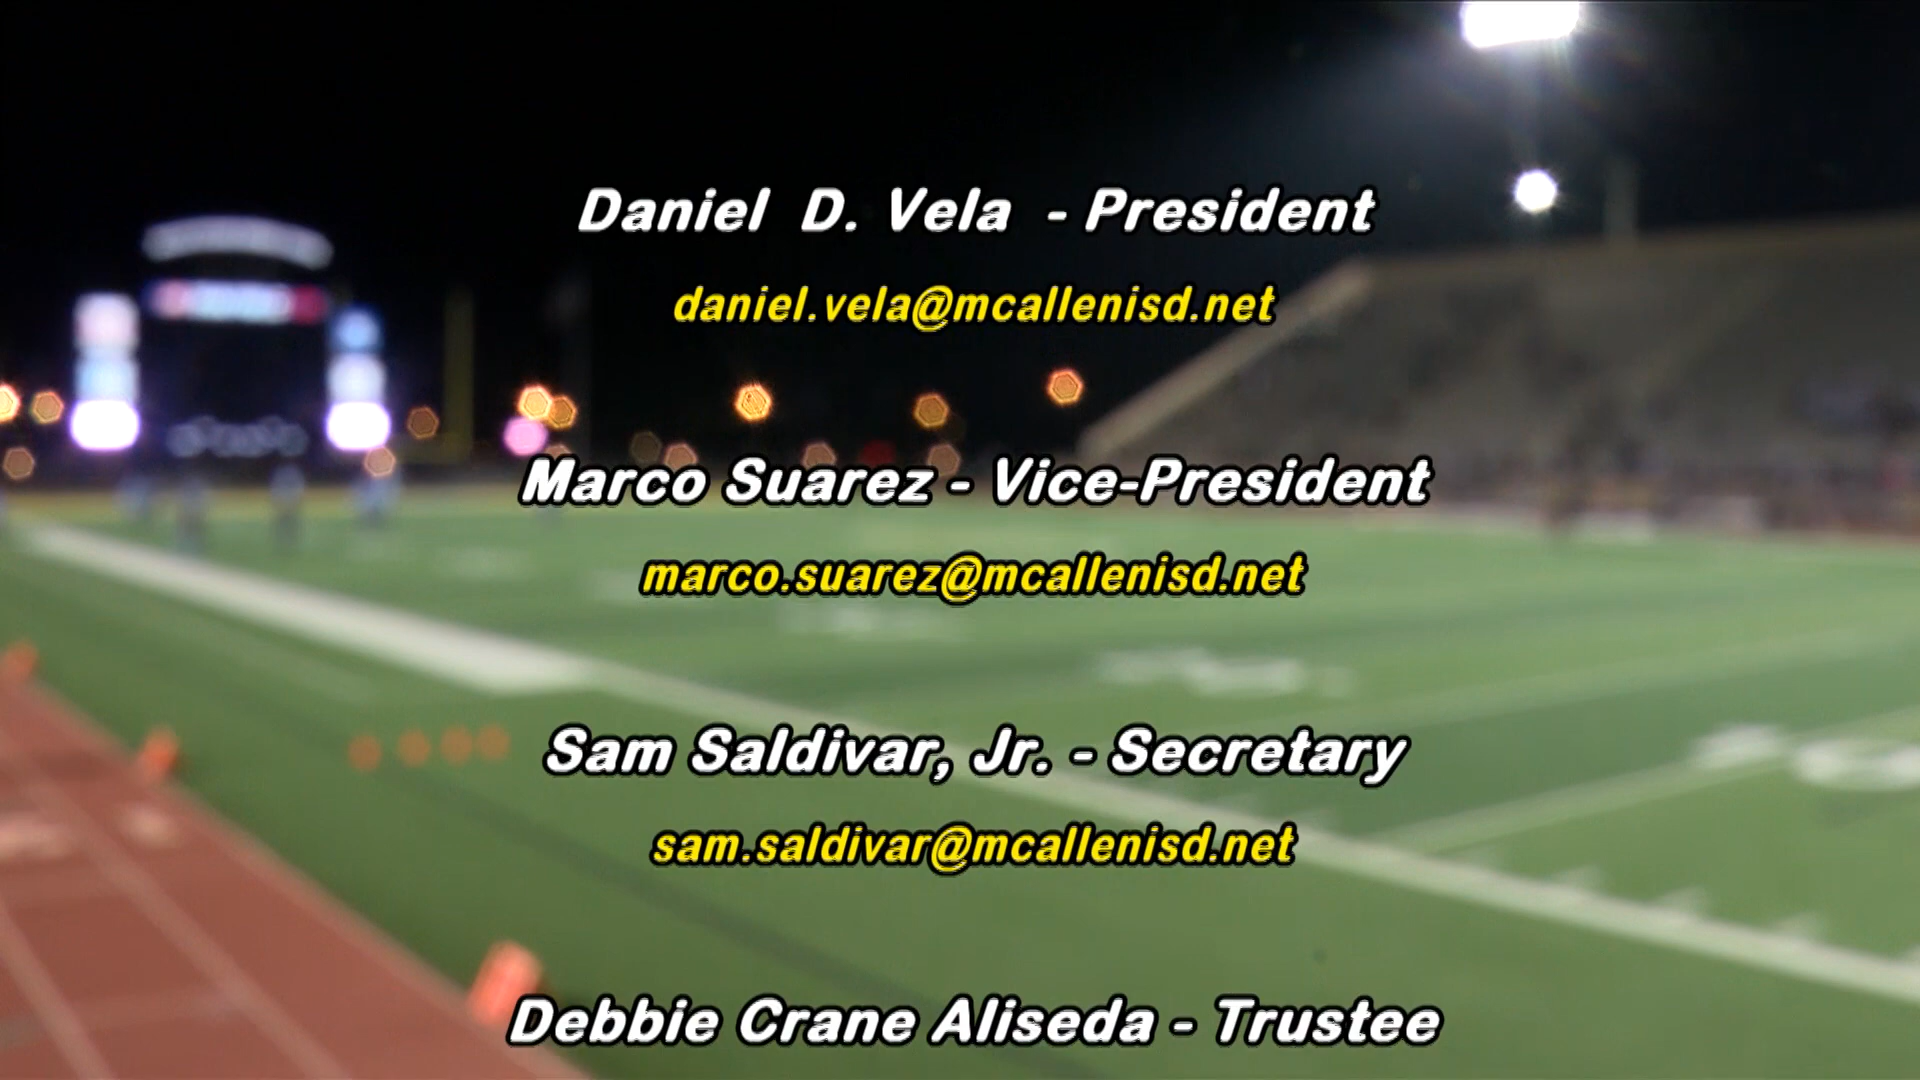 Daniel D. Vela - President
daniel.vela@mcallenisd.net
Marco Suarez - Vice-President
marco.suarez@mcallenisd.net
Sam Saldivar, Jr. - Secretary
sam.saldivar@mcallenisd.net
Debbie Crane Aliseda - Trustee